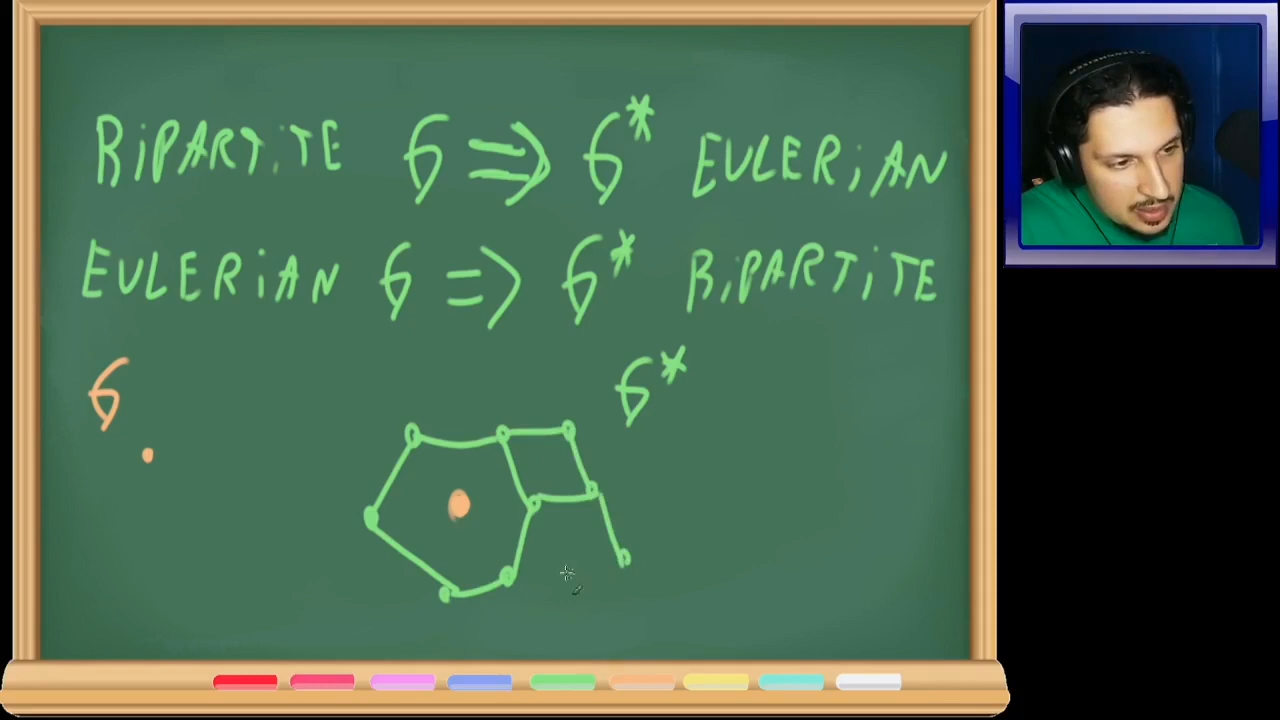 BiPARTiTE G ⇒ G* EULERiAN
EULERiAN G => G* BiPARTiTE
G G*